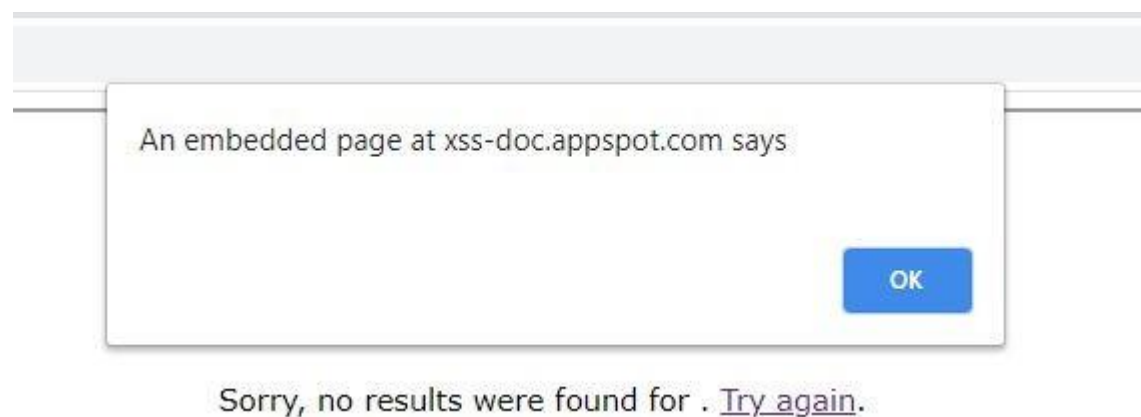 An embedded page at xss-doc.appspot.com says
OK
Sorry, no results were found for . Try again.